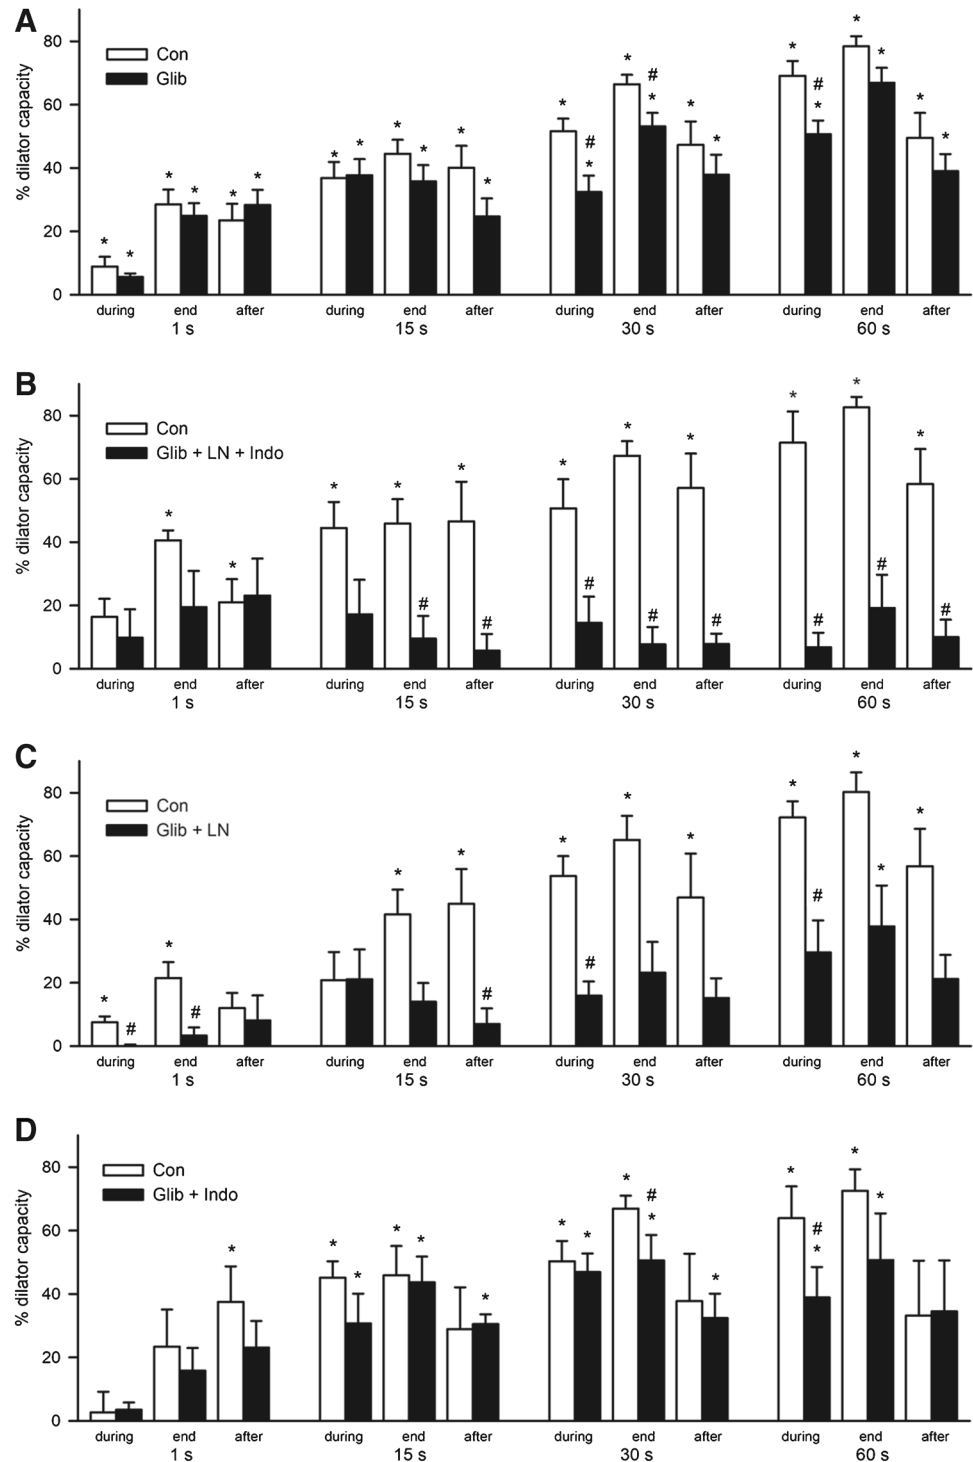 A
% dilator capacity
80
60
40
20
0
Con
Glib
* * * * * * * * * * * * * # * * # * * * * # * * * * *
during end after during end after during end after during end after
1 s 15 s 30 s 60 s
B
% dilator capacity
80
60
40
20
0
Con
Glib + LN + Indo
* * * * # * # * # * # * # * # * # * #
during end after during end after during end after during end after
1 s 15 s 30 s 60 s
C
% dilator capacity
80
60
40
20
0
Con
Glib + LN
* # * # * * # * # * * * # * * *
during end after during end after during end after during end after
1 s 15 s 30 s 60 s
D
% dilator capacity
80
60
40
20
0
Con
Glib + Indo
* * * * * * * * * # * * * # * * *
during end after during end after during end after during end after
1 s 15 s 30 s 60 s